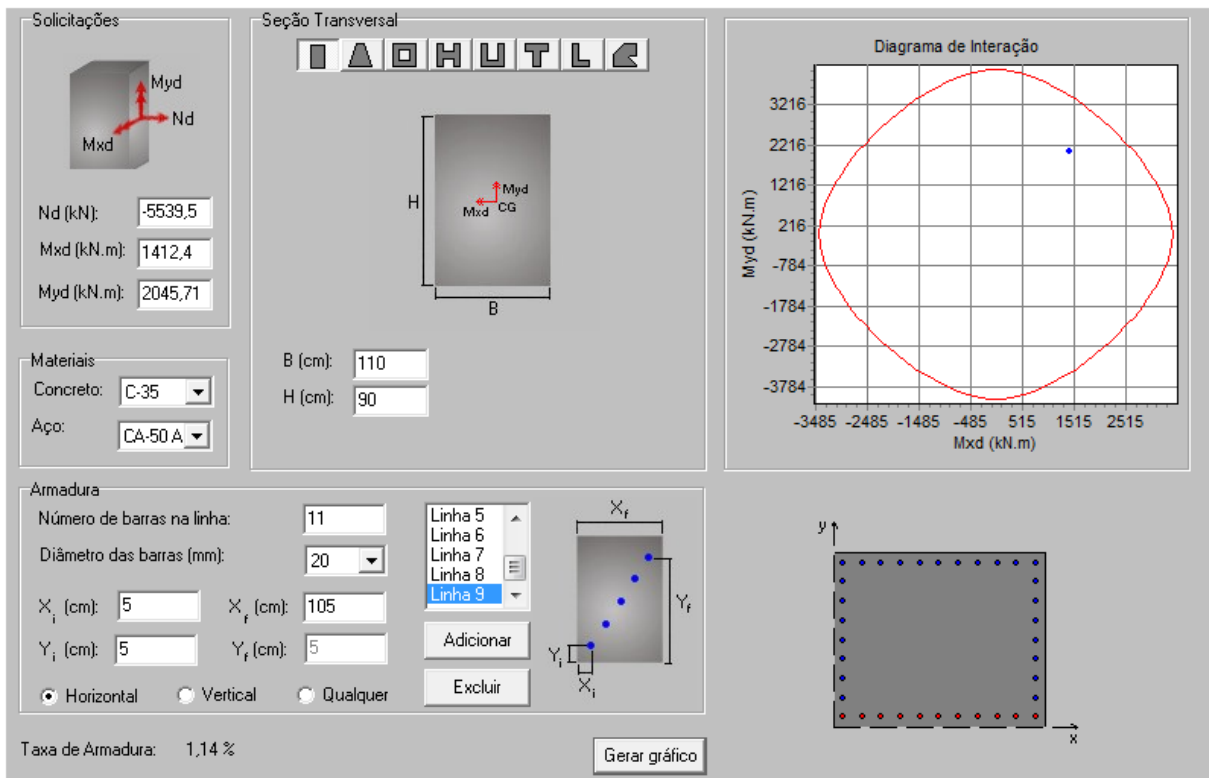 Solicitações
Myd
Nd
Mxd
Nd (kN): -5539,5
Mxd (kN.m): 1412,4
Myd (kN.m): 2045,71
Materiais
Concreto: C-35
Aço: CA-50 A
Seção Transversal
H
Myd
Mxd CG
B
B (cm): 110
H (cm): 90
Diagrama de Interação
Myd (kN.m)
3216
2216
1216
216
-784
-1784
-2784
-3784
-3485 -2485 -1485 -485 515 1515 2515
Mxd (kN.m)
Armadura
Número de barras na linha: 11
Diâmetro das barras (mm): 20
Xi (cm): 5 Xf (cm): 105
Yi (cm): 5 Yf (cm): 5
Horizontal Vertical Qualquer
Linha 5
Linha 6
Linha 7
Linha 8
Linha 9
Adicionar
Excluir
Xf
Yf
Yi
Xi
y
x
Taxa de Armadura: 1,14 %
Gerar gráfico